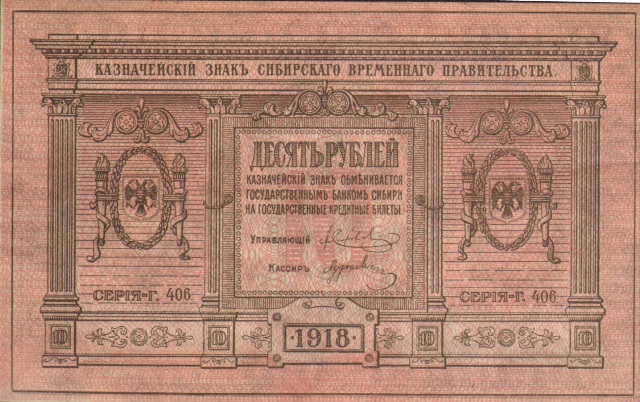 КАЗНАЧЕЙСКІЙ ЗНАКЪ СИБИРСКАГО ВРЕМЕННАГО ПРАВИТЕЛЬСТВА.
ДЕСЯТЬ РУБЛЕЙ
КАЗНАЧЕЙСКІЙ ЗНАКЪ ОБМѢНИВАЕТСЯ
ГОСУДАРСТВЕННЫМЪ БАНКОМЪ СИБИРИ
НА ГОСУДАРСТВЕННЫЕ КРЕДИТНЫЕ БИЛЕТЫ.
УПРАВЛЯЮЩІЙ
КАССИРЪ
СЕРІЯ-Г. 406.
СЕРІЯ-Г. 406.
10 10 ·1918· 10 10